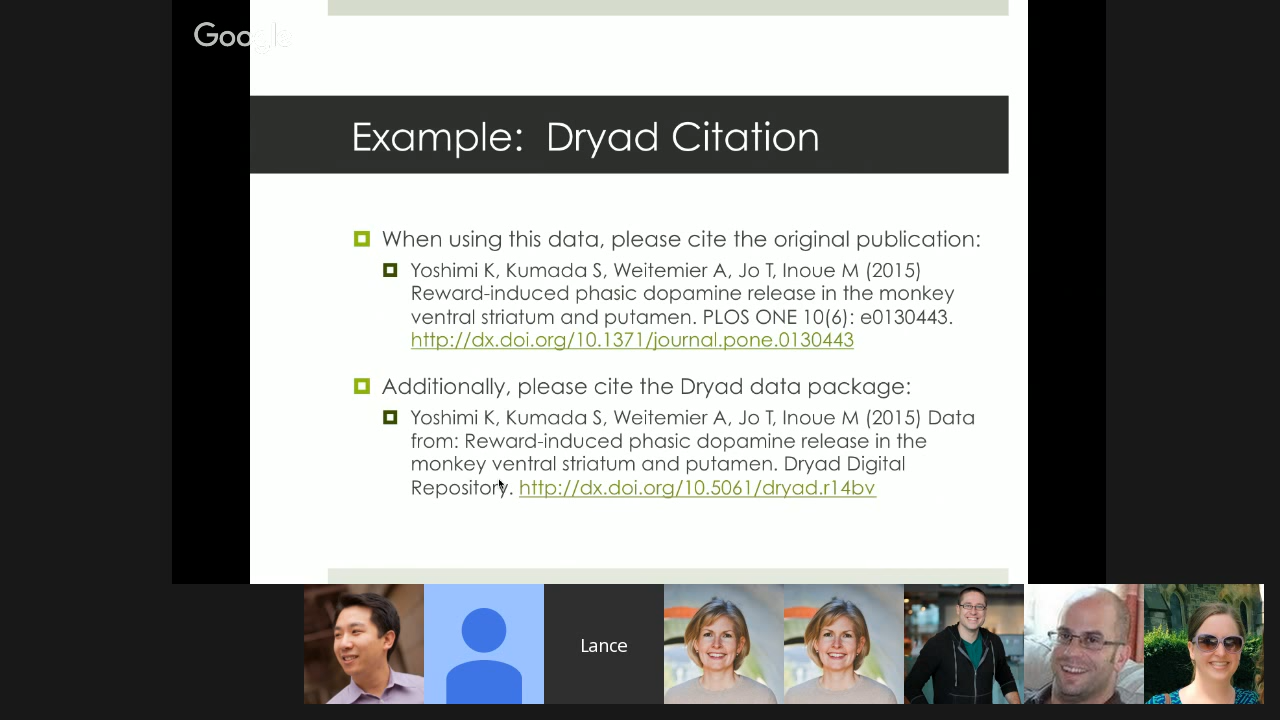 Google
Example: Dryad Citation
When using this data, please cite the original publication:
Yoshimi K, Kumada S, Weitemier A, Jo T, Inoue M (2015)
Reward-induced phasic dopamine release in the monkey
ventral striatum and putamen. PLOS ONE 10(6): e0130443.
http://dx.doi.org/10.1371/journal.pone.0130443
Additionally, please cite the Dryad data package:
Yoshimi K, Kumada S, Weitemier A, Jo T, Inoue M (2015) Data
from: Reward-induced phasic dopamine release in the
monkey ventral striatum and putamen. Dryad Digital
Repository. http://dx.doi.org/10.5061/dryad.r14bv
Lance